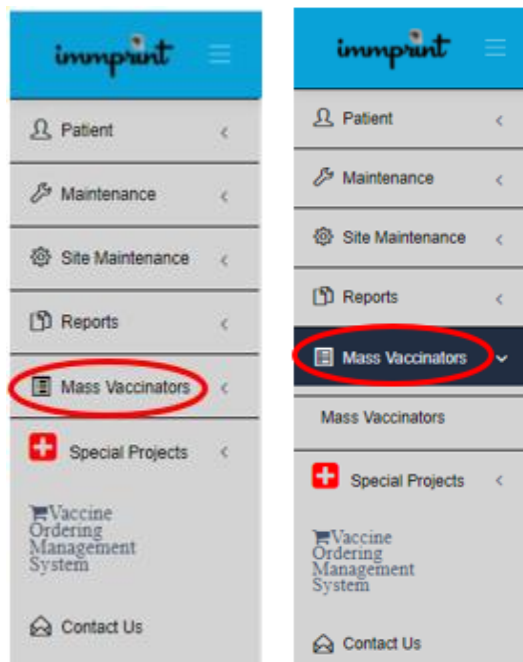 immprint
Patient
Maintenance
Site Maintenance
Reports
Mass Vaccinators
Special Projects
Vaccine
Ordering
Management
System
Contact Us
immprint
Patient
Maintenance
Site Maintenance
Reports
Mass Vaccinators
Mass Vaccinators
Special Projects
Vaccine
Ordering
Management
System
Contact Us